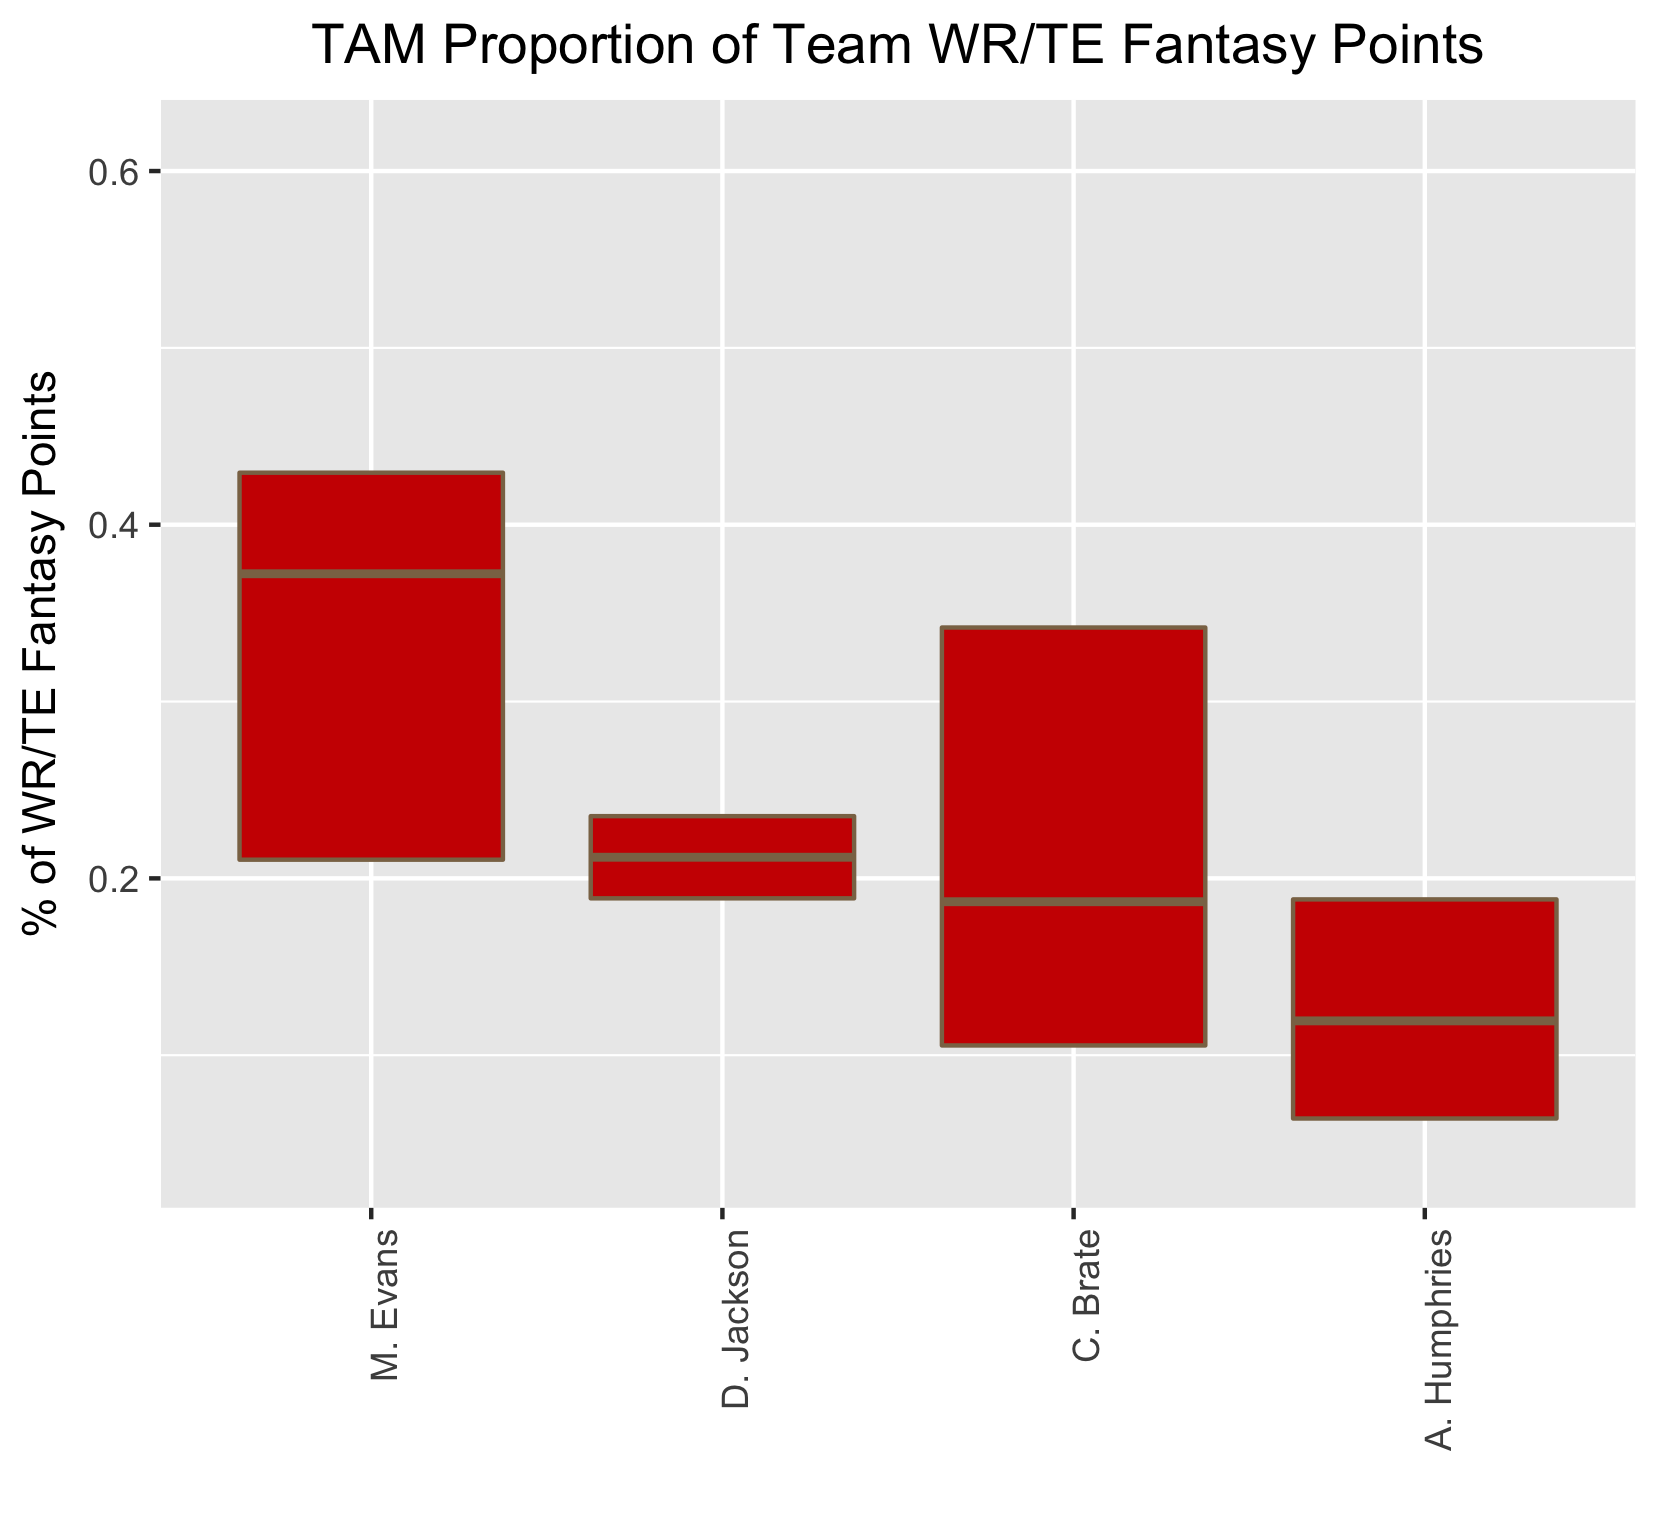 TAM Proportion of Team WR/TE Fantasy Points
% of WR/TE Fantasy Points
0.6
0.4
0.2
M. Evans
D. Jackson
C. Brate
A. Humphries